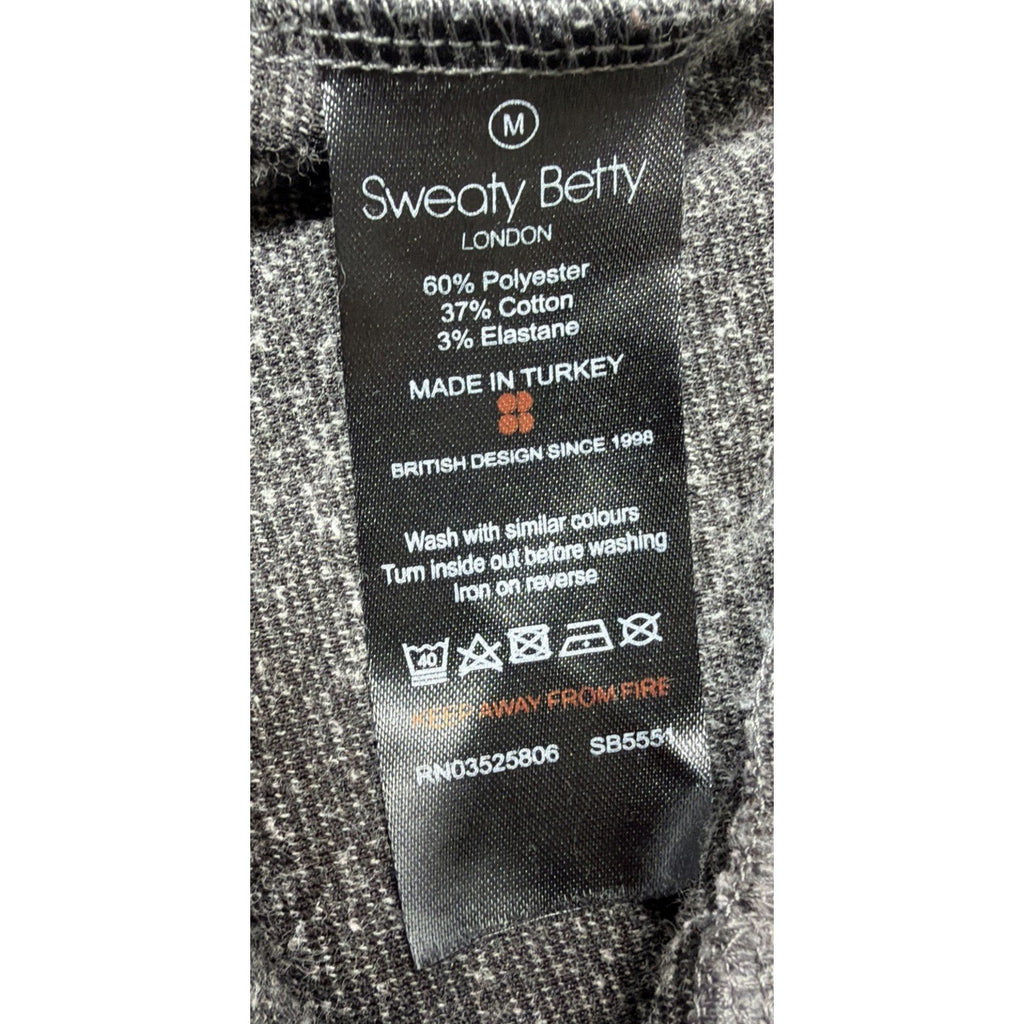 M
Sweaty Betty
LONDON
60% Polyester
37% Cotton
3% Elastane
MADE IN TURKEY
BRITISH DESIGN SINCE 1998
Wash with similar colours
Turn inside out before washing
Iron on reverse
40
KEEP AWAY FROM FIRE
RN03525806 SB5551